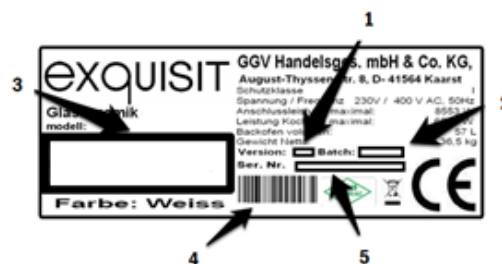 1
3
exquisit
GGV Handelsges. mbH & Co. KG,
August-Thyssen Str. 8, D- 41564 Kaarst
Schutzklasse I
Spannung / Frequenz 230V/ 400 V AC, 50Hz
Anschlussleistung maximal:
Leistung maximal:
Backofen 57 L
Gewicht Netto 36,5 kg
modell:
Version: Batch:
Ser. Nr.
Farbe: Weiss
CE
4
5